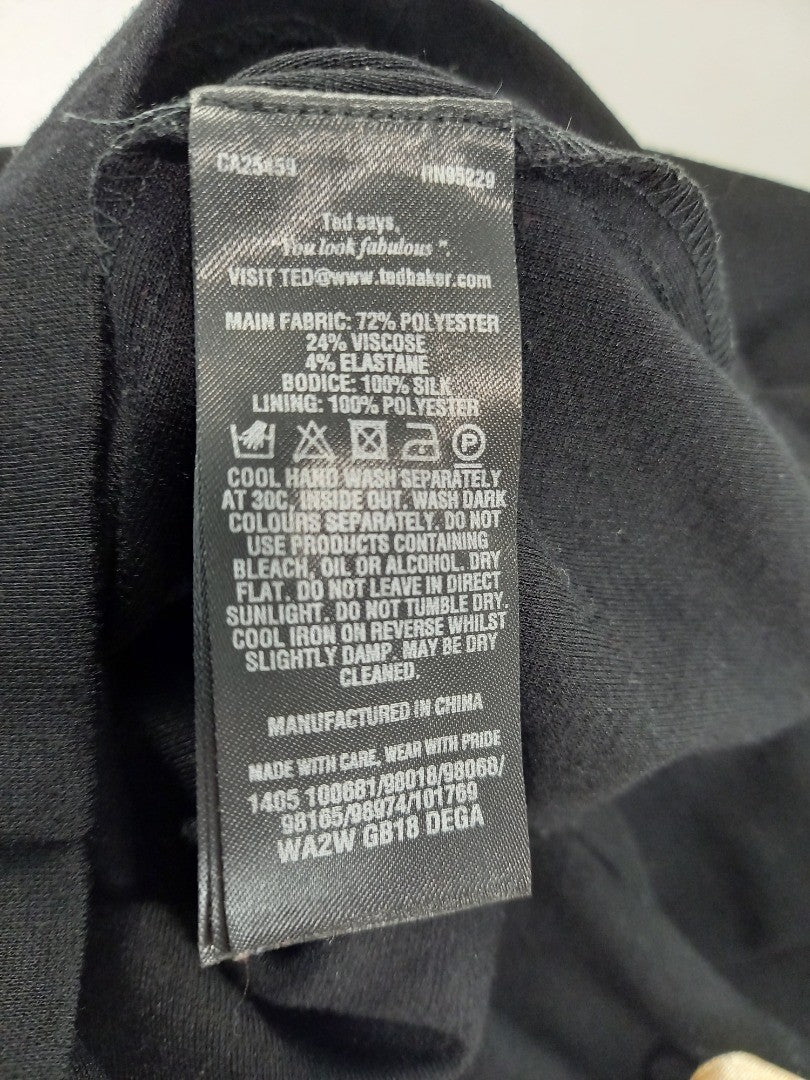 CA25459 RN95229
Ted says,
"You look fabulous".
VISIT TED@www.tedbaker.com
MAIN FABRIC: 72% POLYESTER
24% VISCOSE
4% ELASTANE
BODICE: 100% SILK
LINING: 100% POLYESTER
P
COOL HAND WASH SEPARATELY
AT 30C, INSIDE OUT. WASH DARK
COLOURS SEPARATELY. DO NOT
USE PRODUCTS CONTAINING
BLEACH, OIL OR ALCOHOL. DRY
FLAT. DO NOT LEAVE IN DIRECT
SUNLIGHT. DO NOT TUMBLE DRY.
COOL IRON ON REVERSE WHILST
SLIGHTLY DAMP. MAY BE DRY
CLEANED.
MANUFACTURED IN CHINA
MADE WITH CARE, WEAR WITH PRIDE
1405 100681/98018/98066/
98165/98974/101769
WA2W GB18 DEGA